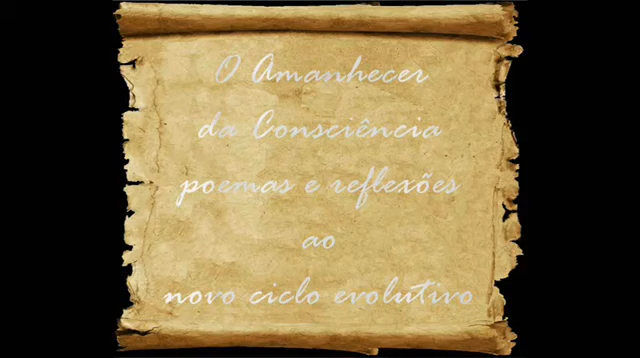 O Amanhecer
da Consciência
poemas e reflexões
ao
novo ciclo evolutivo